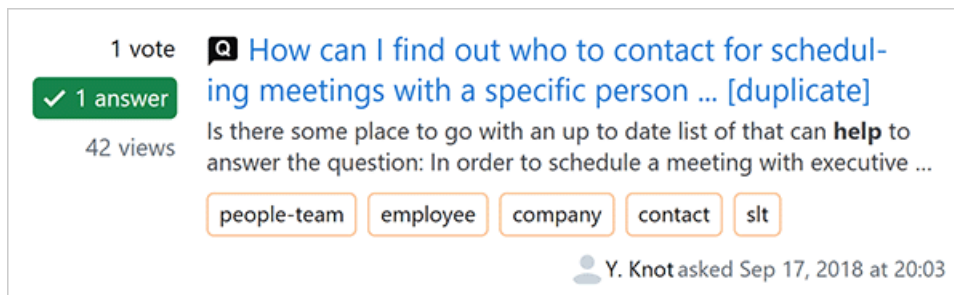 1 vote
Q How can I find out who to contact for schedul-
✓ 1 answer
ing meetings with a specific person ... [duplicate]
42 views
Is there some place to go with an up to date list of that can help to
answer the question: In order to schedule a meeting with executive ...
people-team employee company contact slt
Y. Knot asked Sep 17, 2018 at 20:03